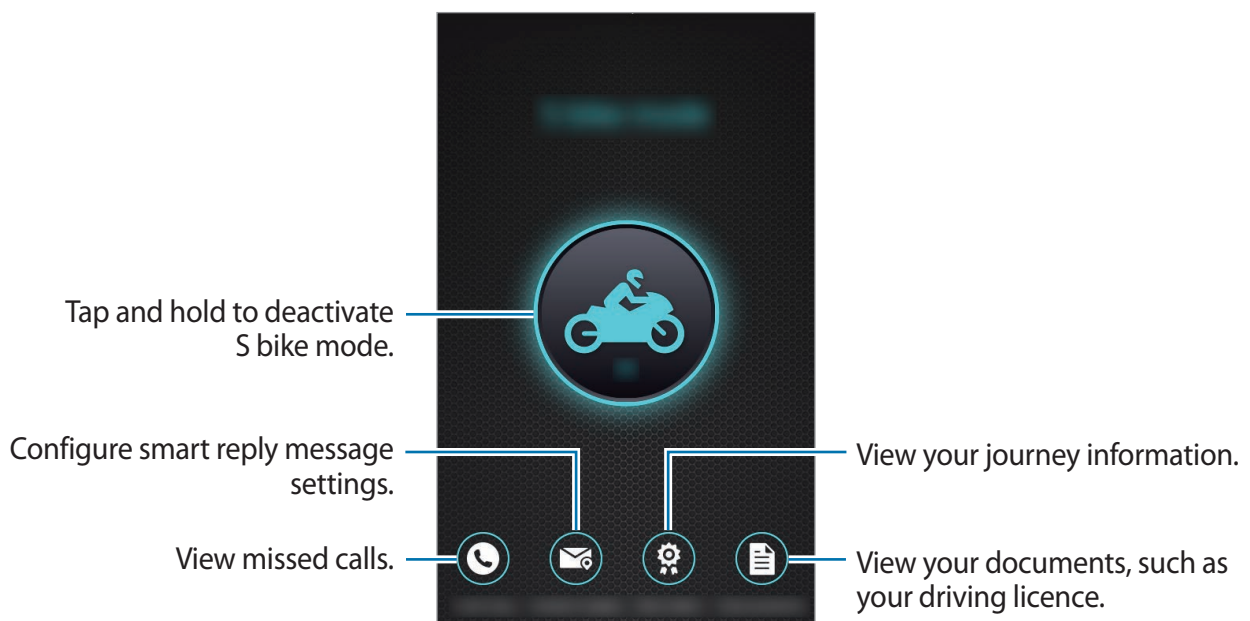 Tap and hold to deactivate
S bike mode.
Configure smart reply message
settings.
View missed calls.
View your journey information.
View your documents, such as
your driving licence.